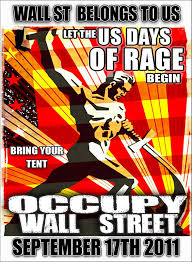 WALL ST BELONGS TO US
LET THE US DAYS
OF RAGE
BEGIN
BRING YOUR
TENT
OCCUPY
WALL STREET
SEPTEMBER 17TH 2011